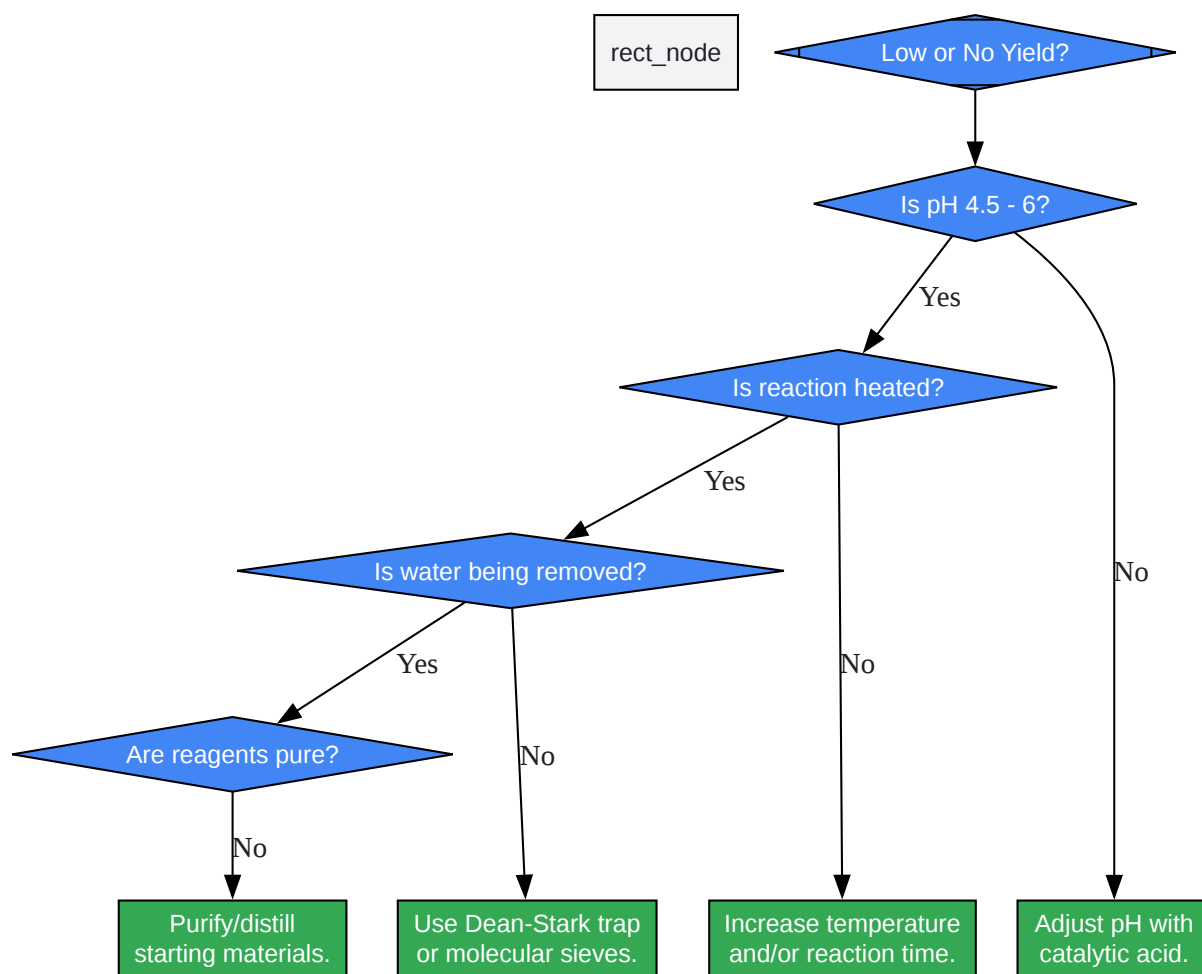 rect_node
Low or No Yield?
Is pH 4.5 - 6?
Yes
Is reaction heated?
Yes
Is water being removed?
No
Yes
No
Are reagents pure?
No
No
Purify/distill
starting materials.
Use Dean-Stark trap
or molecular sieves.
Increase temperature
and/or reaction time.
Adjust pH with
catalytic acid.